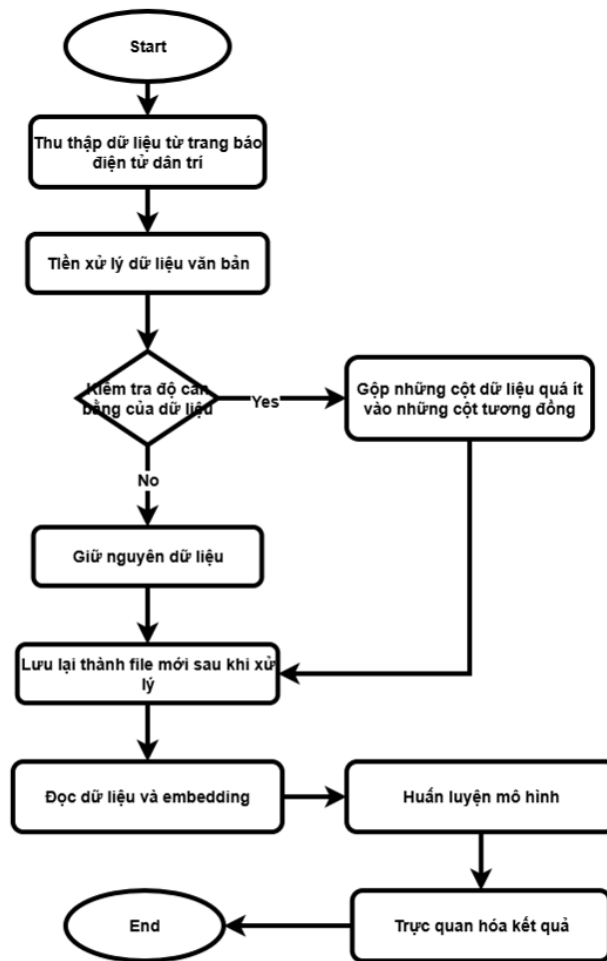 Start
Thu thập dữ liệu từ trang báo
điện tử dân trí
Tiền xử lý dữ liệu văn bản
Kiểm tra độ cân
bằng của dữ liệu
Yes
Gộp những cột dữ liệu quá ít
vào những cột tương đồng
No
Giữ nguyên dữ liệu
Lưu lại thành file mới sau khi xử
lý
Đọc dữ liệu và embedding
Huấn luyện mô hình
End
Trực quan hóa kết quả